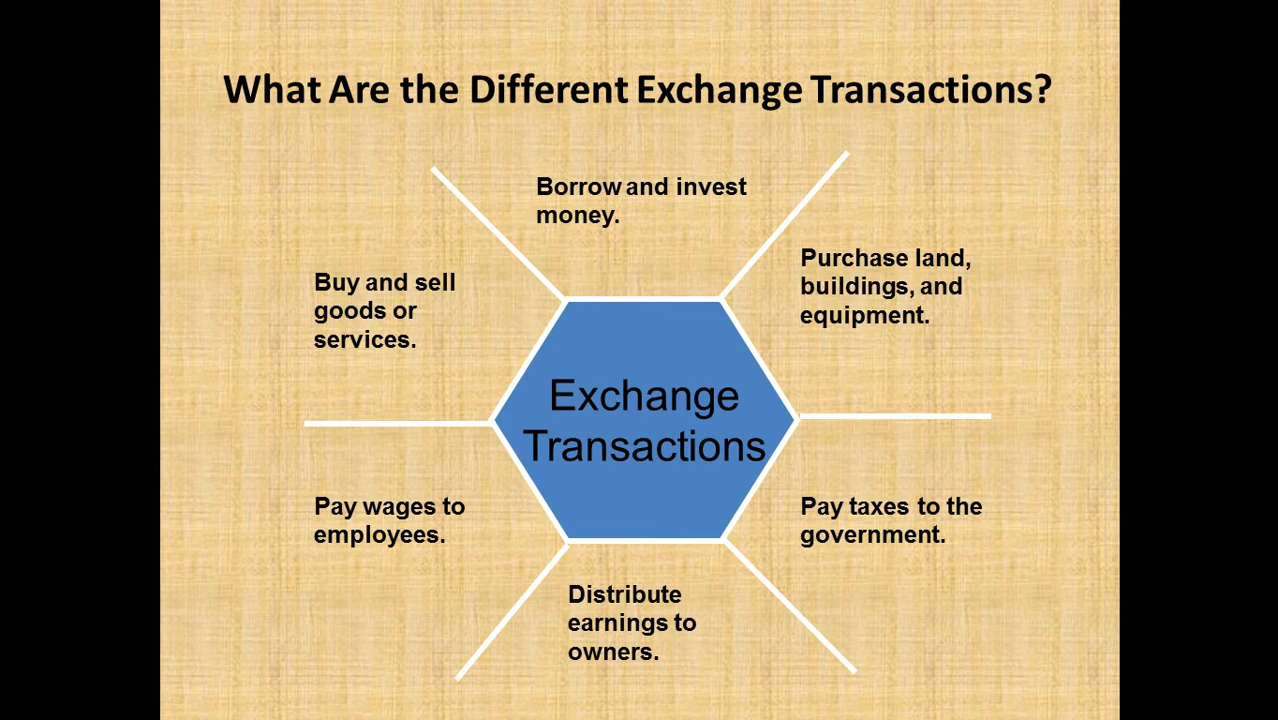 What Are the Different Exchange Transactions?
Borrow and invest
money.
Purchase land,
buildings, and
equipment.
Buy and sell
goods or
services.
Exchange
Transactions
Pay wages to
employees.
Pay taxes to the
government.
Distribute
earnings to
owners.